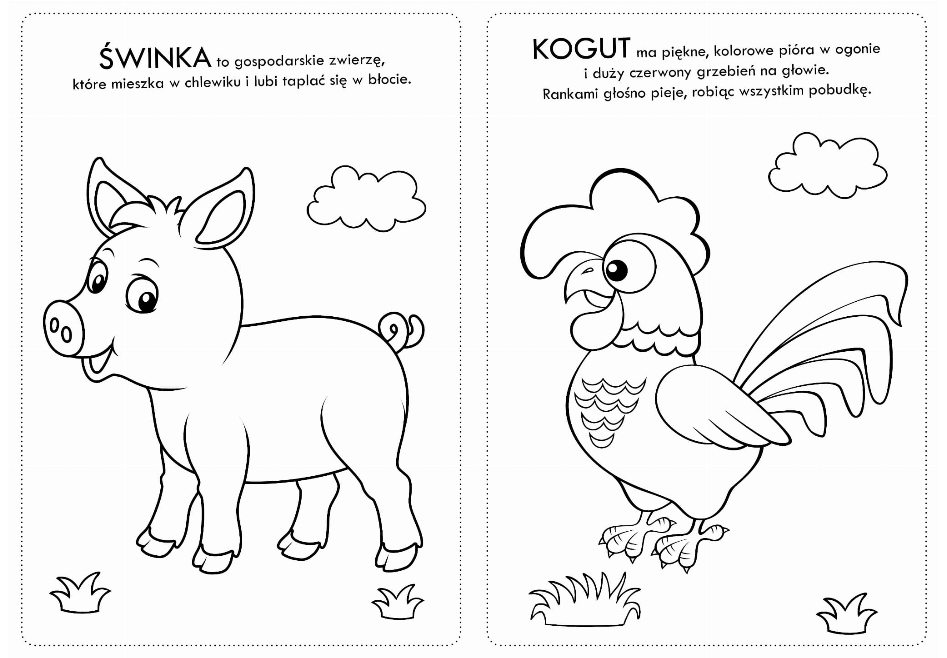 ŚWINKA to gospodarskie zwierzę,
które mieszka w chlewiku i lubi taplać się w błocie.
KOGUT ma piękne, kolorowe pióra w ogonie
i duży czerwony grzebień na głowie.
Rankami głośno pieje, robiąc wszystkim pobudkę.